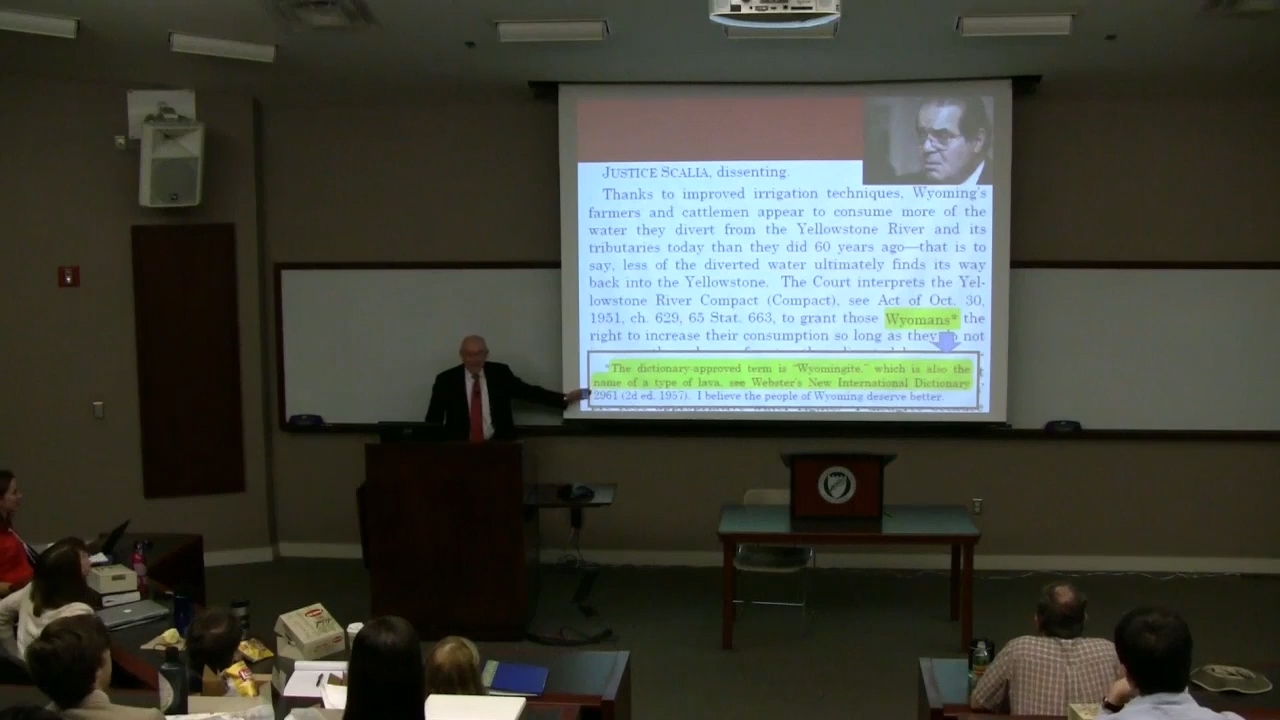 JUSTICE SCALIA, dissenting.
Thanks to improved irrigation techniques, Wyoming's
farmers and cattlemen appear to consume more of the
water they divert from the Yellowstone River and its
tributaries today than they did 60 years ago—that is to
say, less of the diverted water ultimately finds its way
back into the Yellowstone. The Court interprets the Yel-
lowstone River Compact (Compact), see Act of Oct. 30,
1951, ch. 629, 65 Stat. 663, to grant those Wyomans* the
right to increase their consumption so long as they do not
*The dictionary-approved term is "Wyomingite," which is also the
name of a type of lava, see Webster's New International Dictionary
2961 (2d ed. 1957). I believe the people of Wyoming deserve better.